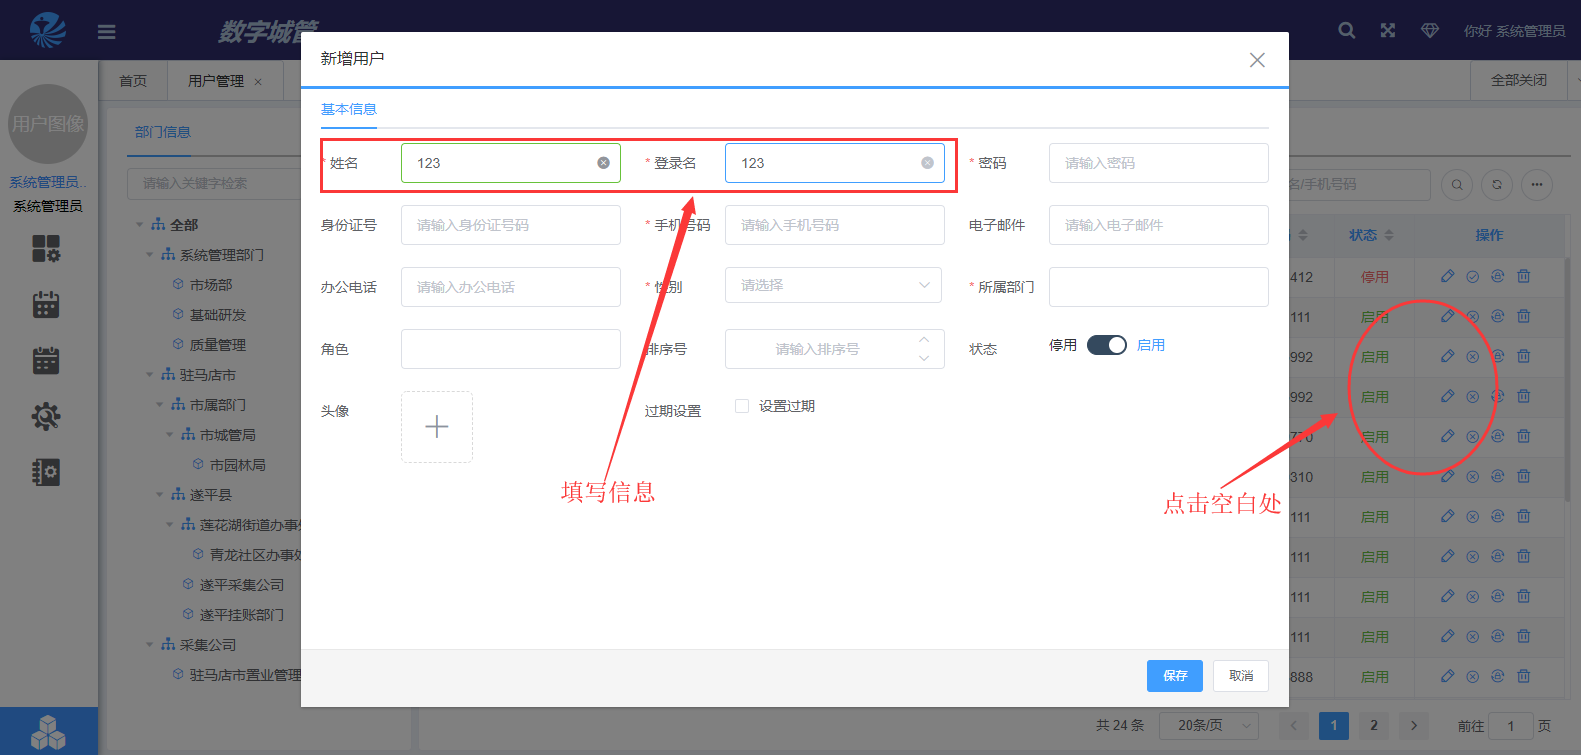 数字城管
你好 系统管理员
首页
用户管理 ×
全部关闭
用户图像
系统管理员..
系统管理员
部门信息
请输入关键字检索
全部
系统管理部门
市场部
基础研发
质量管理
驻马店市
市属部门
市城管局
市园林局
遂平县
莲花湖街道办事
青龙社区办事处
遂平采集公司
遂平挂账部门
采集公司
驻马店市置业管理
新增用户
基本信息
* 姓名 123 * 登录名 123 * 密码 请输入密码
身份证号 请输入身份证号码 * 手机号码 请输入手机号码 电子邮件 请输入电子邮件
办公电话 请输入办公电话 * 性别 请选择 * 所属部门
角色 排序号 请输入排序号 状态 停用 启用
头像 过期设置 设置过期
填写信息
点击空白处
保存 取消
名/手机号码
状态 操作
412 停用
111 启用
992 启用
992 启用
770 启用
310 启用
111 启用
111 启用
111 启用
111 启用
888 启用
共 24 条 20条/页 1 2 前往 1 页